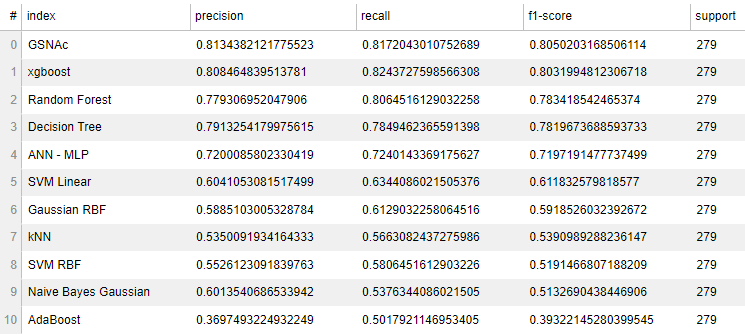 # index precision recall f1-score support
0 GSNAc 0.8134382121775523 0.8172043010752689 0.8050203168506114 279
1 xgboost 0.808464839513781 0.8243727598566308 0.8031994812306718 279
2 Random Forest 0.779306952047906 0.8064516129032258 0.783418542465374 279
3 Decision Tree 0.7913254179975615 0.7849462365591398 0.7819673688593733 279
4 ANN - MLP 0.7200085802330419 0.7240143369175627 0.7197191477737499 279
5 SVM Linear 0.6041053081517499 0.6344086021505376 0.611832579818577 279
6 Gaussian RBF 0.5885103005328784 0.6129032258064516 0.5918526032392672 279
7 kNN 0.5350091934164333 0.5663082437275986 0.5390989288236147 279
8 SVM RBF 0.5526123091839763 0.5806451612903226 0.5191466807188209 279
9 Naive Bayes Gaussian 0.6013540686533942 0.5376344086021505 0.5132690438446906 279
10 AdaBoost 0.3697493224932249 0.5017921146953405 0.39322145280399545 279